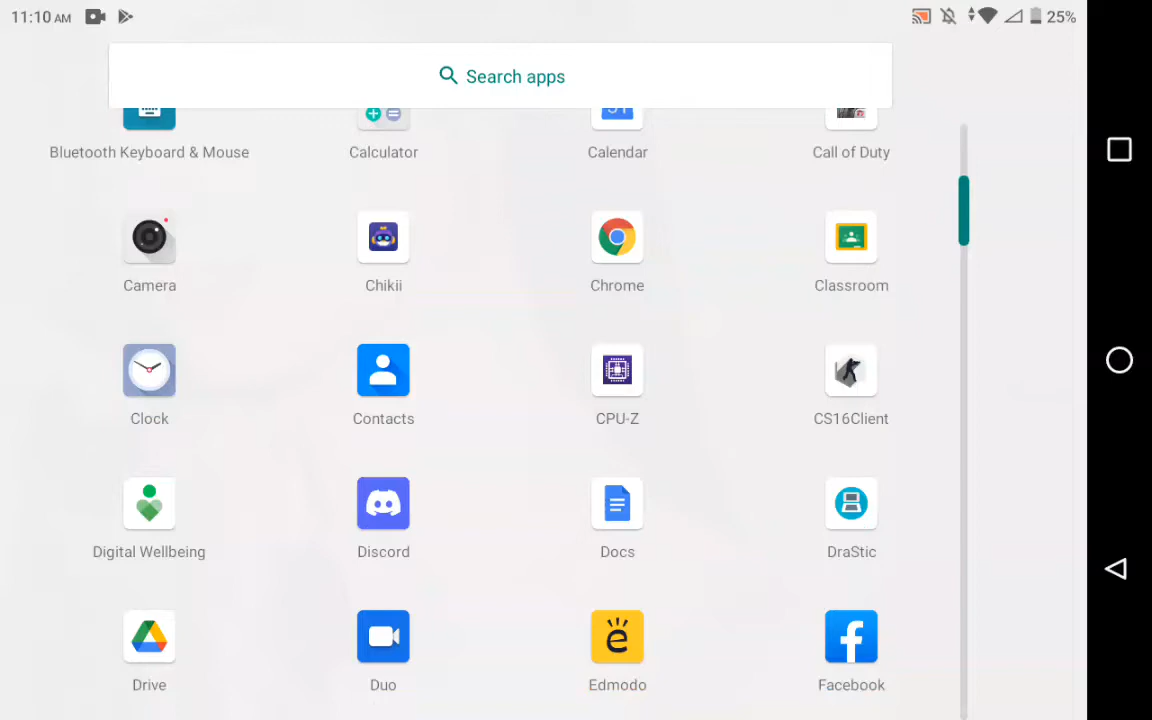 11:10 AM
25%
Search apps
31
Bluetooth Keyboard & Mouse
Calculator
Calendar
Call of Duty
Camera
Chikii
Chrome
Classroom
Clock
Contacts
CPU-Z
CS16Client
Digital Wellbeing
Discord
Docs
DraStic
Drive
Duo
Edmodo
Facebook